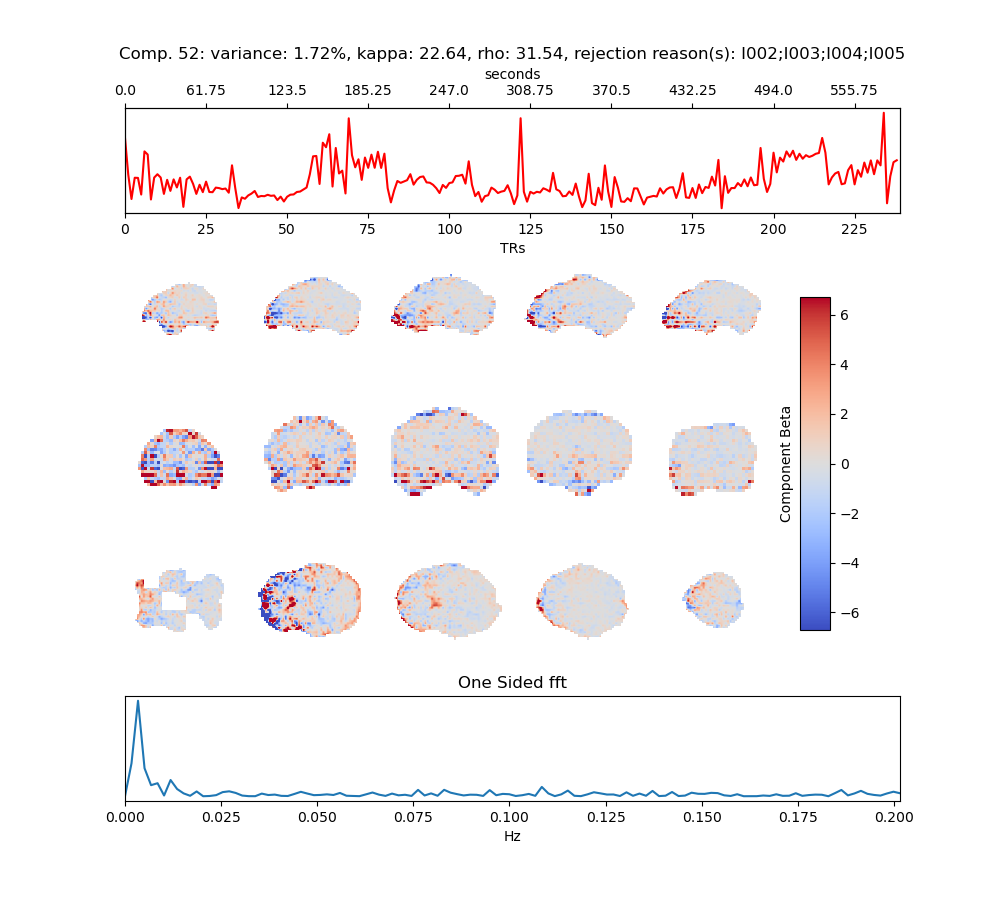 Comp. 52: variance: 1.72%, kappa: 22.64, rho: 31.54, rejection reason(s): I002;I003;I004;I005
seconds
0.0 61.75 123.5 185.25 247.0 308.75 370.5 432.25 494.0 555.75
0 25 50 75 100 125 150 175 200 225
TRs
6
4
2
0
−2
−4
−6
Component Beta
One Sided fft
0.000 0.025 0.050 0.075 0.100 0.125 0.150 0.175 0.200
Hz